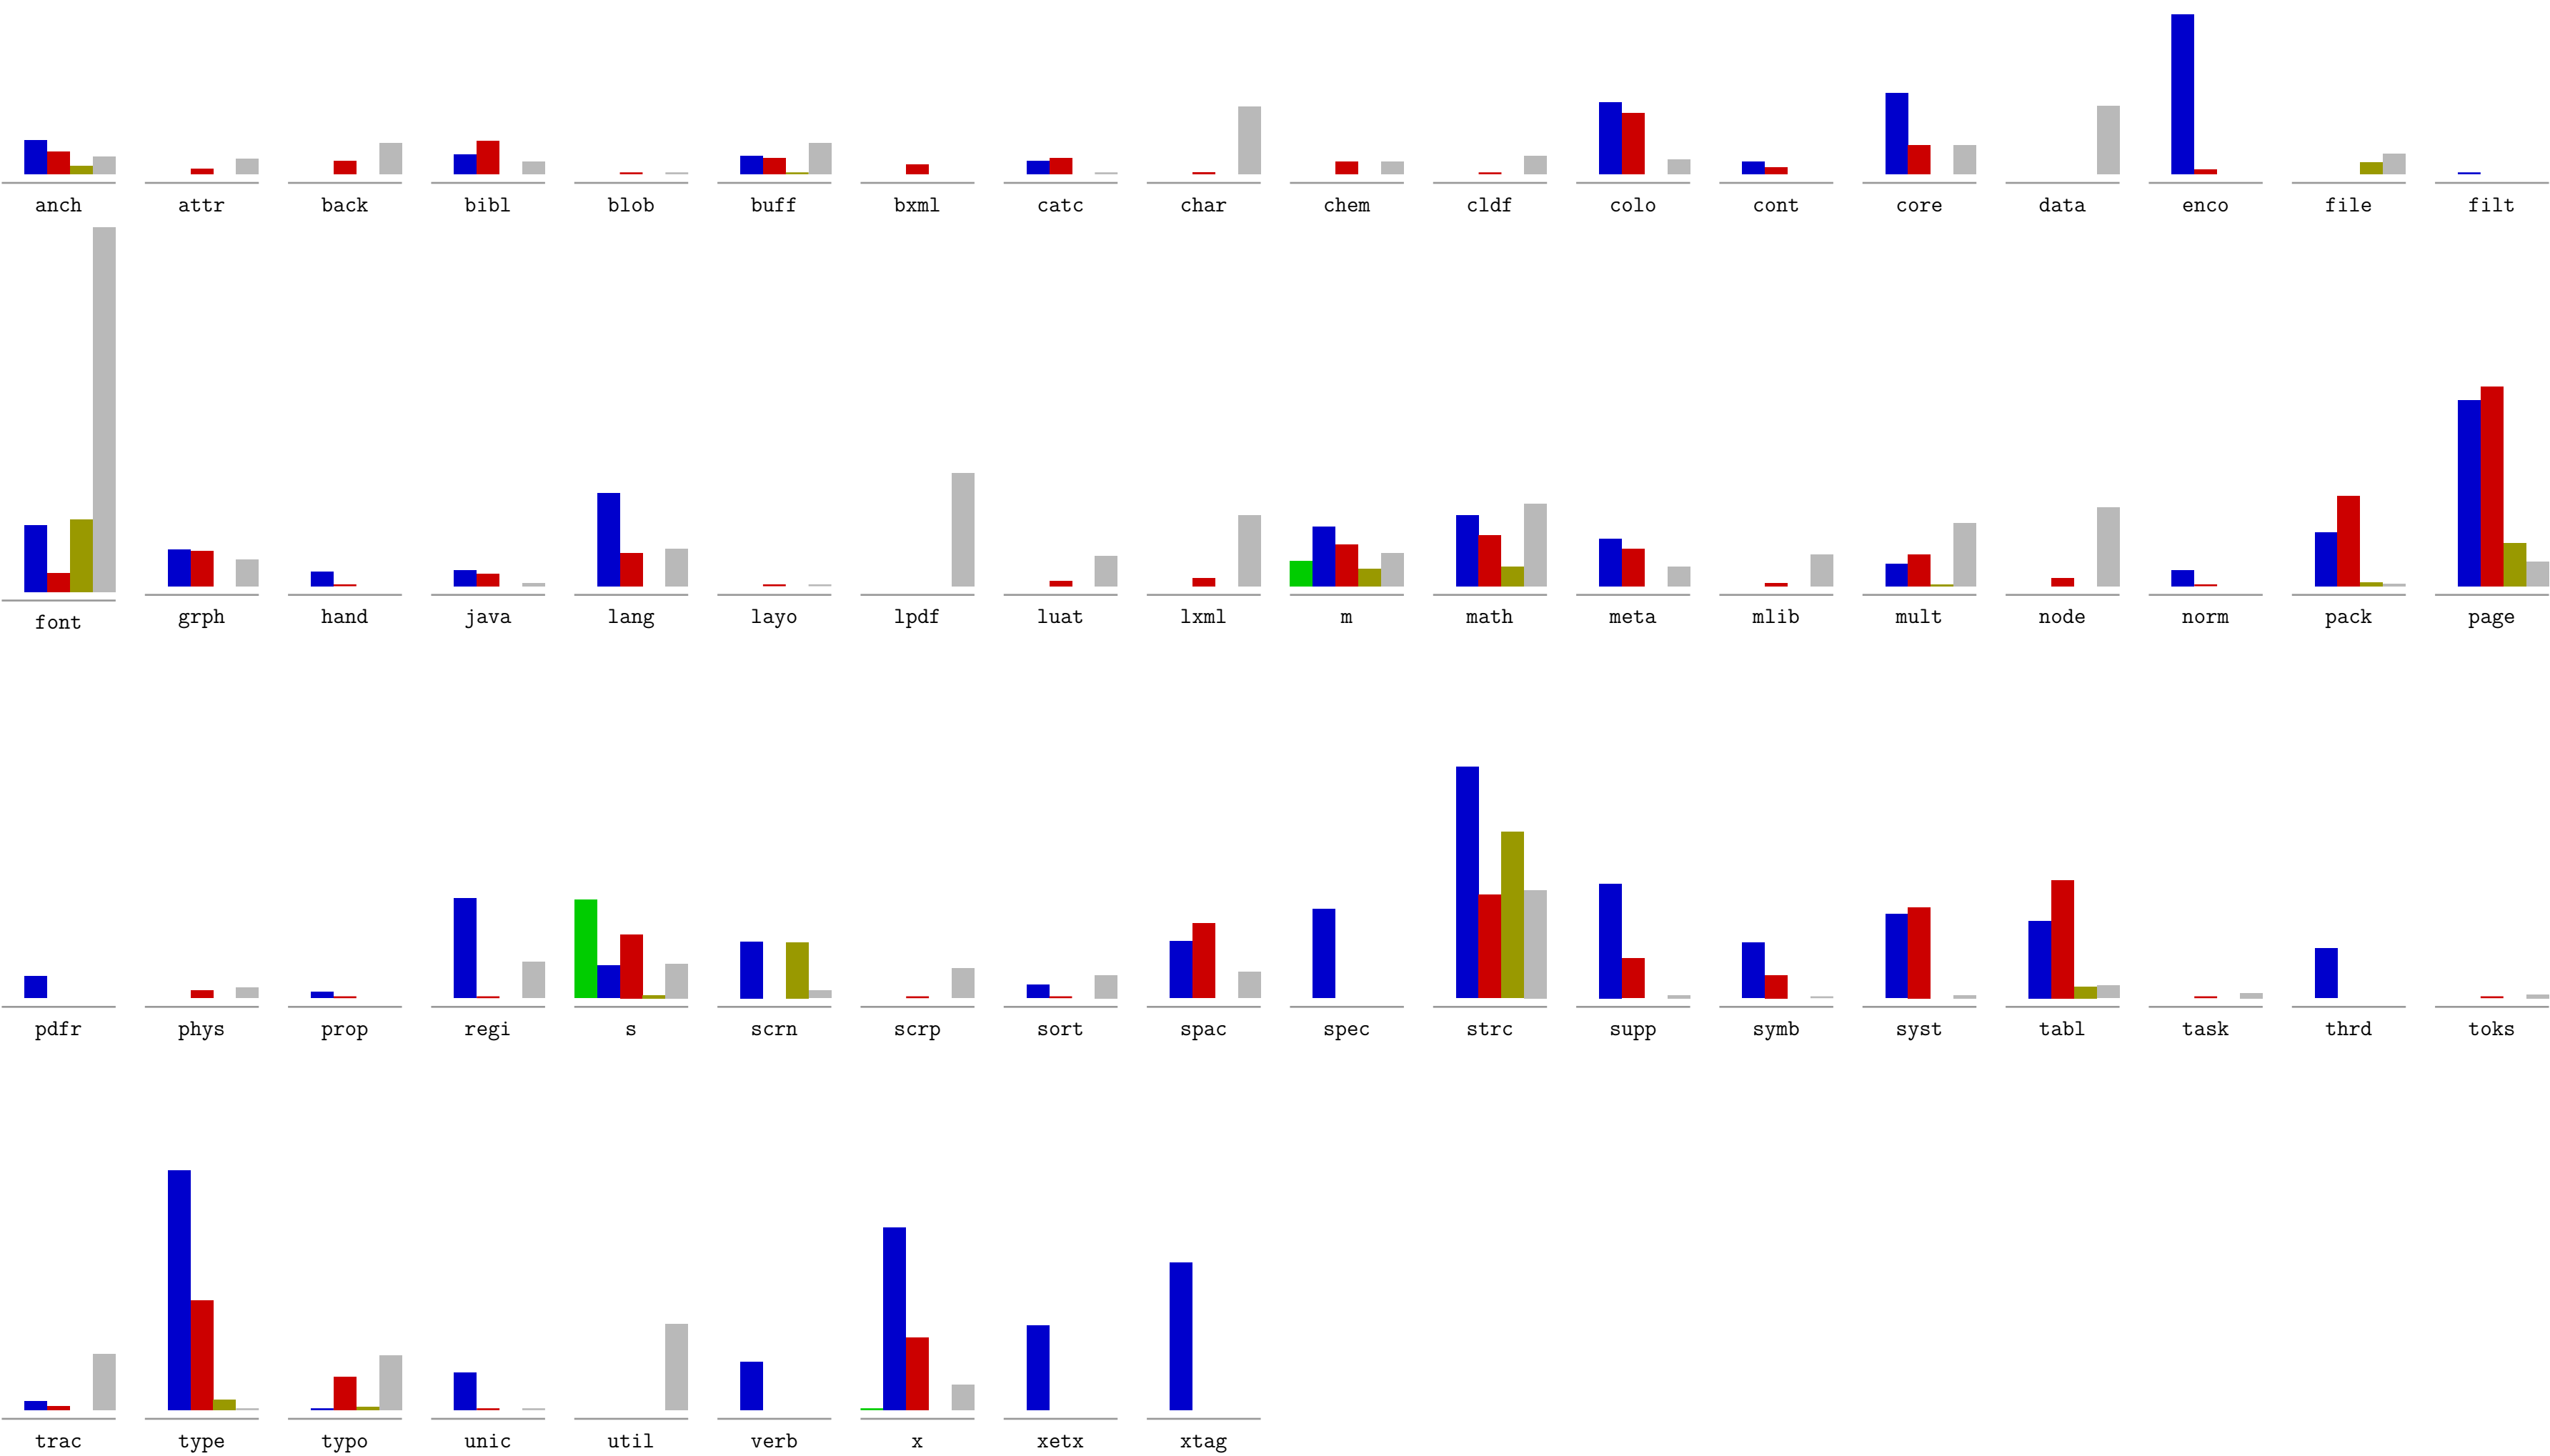 anch attr back bibl blob buff bxml catc char chem cldf colo cont core data enco file filt
font grph hand java lang layo lpdf luat lxml m math meta mlib mult node norm pack page
pdfr phys prop regi s scrn scrp sort spac spec strc supp symb syst tabl task thrd toks
trac type typo unic util verb x xetx xtag